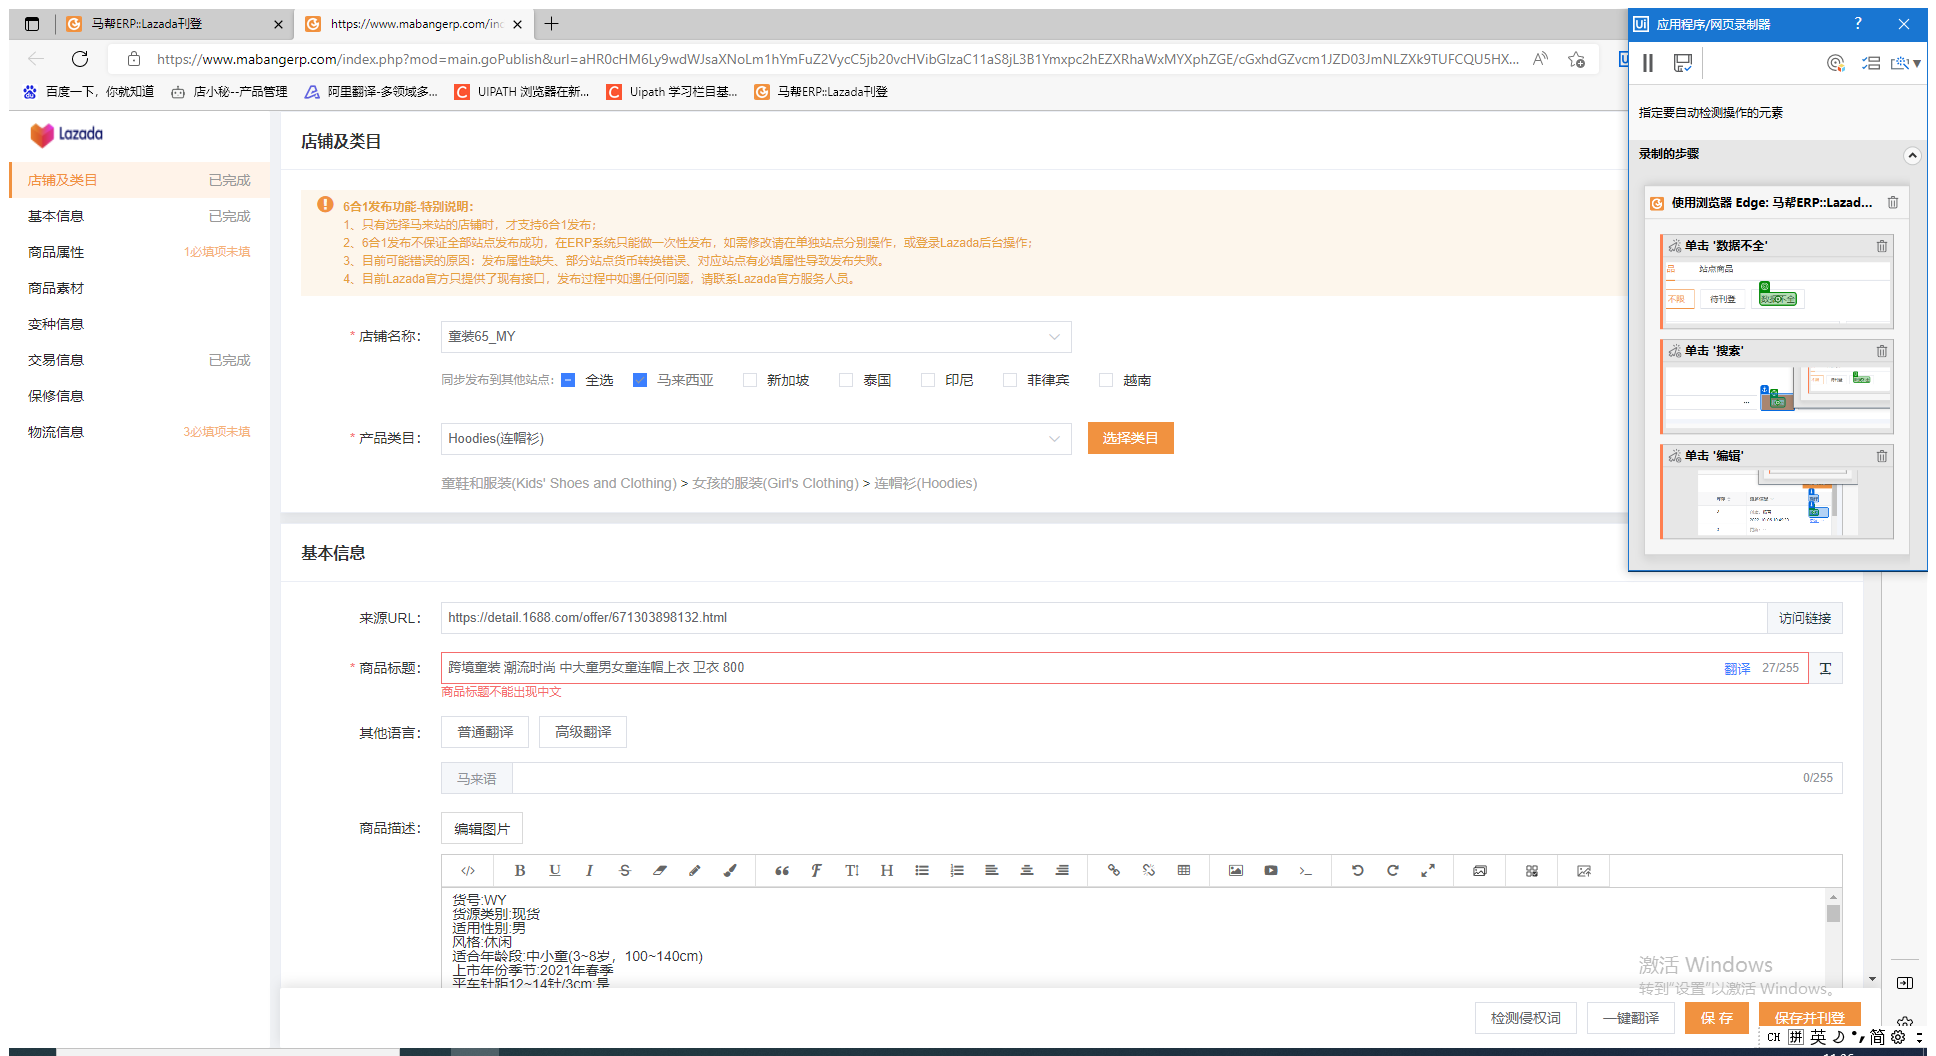 马帮ERP::Lazada刊登
https://www.mabangerp.com/inc
https://www.mabangerp.com/index.php?mod=main.goPublish&url=aHR0cHM6Ly9wdWJsaXNoLm1hYmFuZ2VycC5jb20vcHVibGlzaC11aS8jL3B1Ymxpc2hEZXRhaWxMYXphZGE/cGxhdGZvcm1JZD03JmNLZXk9TUFCQU5HX...
百度一下，你就知道
店小秘--产品管理
阿里翻译-多领域多...
UIPATH 浏览器在新...
Uipath 学习栏目基...
马帮ERP::Lazada刊登
Lazada
店铺及类目 已完成
基本信息 已完成
商品属性 1必填项未填
商品素材
变种信息
交易信息 已完成
保修信息
物流信息 3必填项未填
店铺及类目
6合1发布功能-特别说明：
1、只有选择马来站的店铺时，才支持6合1发布；
2、6合1发布不保证全部站点发布成功，在ERP系统只能做一次性发布，如需修改请在单独站点分别操作，或登录Lazada后台操作；
3、目前可能错误的原因：发布属性缺失、部分站点货币转换错误、对应站点有必填属性导致发布失败。
4、目前Lazada官方只提供了现有接口，发布过程中如遇任何问题，请联系Lazada官方服务人员。
* 店铺名称： 童装65_MY
同步发布到其他站点： 全选 马来西亚 新加坡 泰国 印尼 菲律宾 越南
* 产品类目： Hoodies(连帽衫) 选择类目
童鞋和服装(Kids' Shoes and Clothing) > 女孩的服装(Girl's Clothing) > 连帽衫(Hoodies)
基本信息
来源URL： https://detail.1688.com/offer/671303898132.html 访问链接
* 商品标题： 跨境童装 潮流时尚 中大童男女童连帽上衣 卫衣 800 翻译 27/255
商品标题不能出现中文
其他语言： 普通翻译 高级翻译
马来语 0/255
商品描述： 编辑图片
货号:WY
货源类别:现货
适用性别:男
风格:休闲
适合年龄段:中小童(3~8岁，100~140cm)
上市年份季节:2021年春季
平车针距12~14针/3cm:是
检测侵权词 一键翻译 保 存 保存并刊登
激活 Windows
转到"设置"以激活 Windows。
Ui 应用程序/网页录制器 ?
指定要自动检测操作的元素
录制的步骤
使用浏览器 Edge: 马帮ERP::Lazad...
单击 '数据不全'
品 站点商品
不限 待刊登 数据不全
单击 '搜索'
单击 '编辑'
CH 拼 英 简